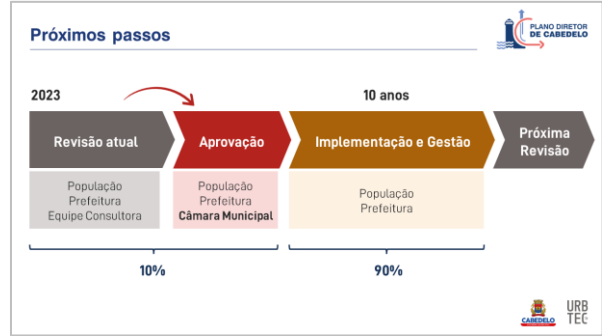 Próximos passos
PLANO DIRETOR
DE CABEDELO
2023
10 anos
Revisão atual
Aprovação
Implementação e Gestão
Próxima
Revisão
População
Prefeitura
Equipe Consultora
População
Prefeitura
Câmara Municipal
População
Prefeitura
10%
90%
CABEDELO
URB
TEC